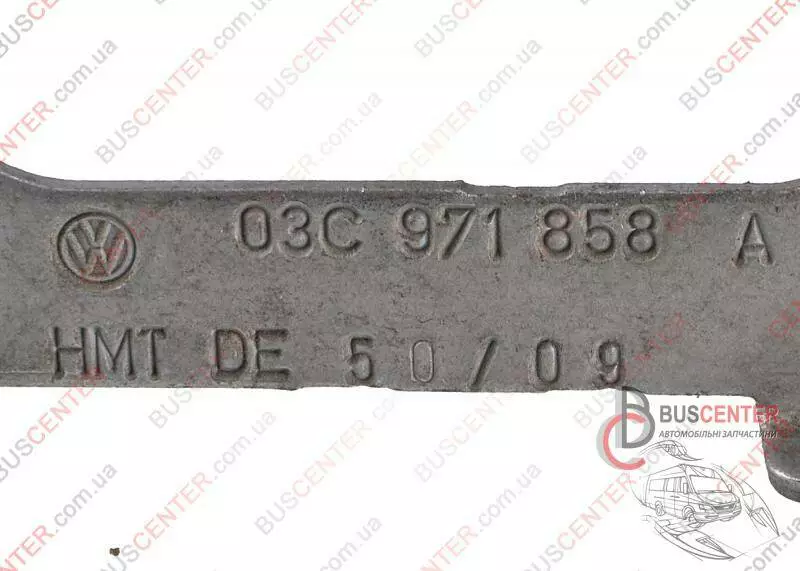 03C 971 858 A
HMT DE 50/09
BUSCENTER
АВТОМОБІЛЬНІ ЗАПЧАСТИНИ
BUSCENTER.com.ua